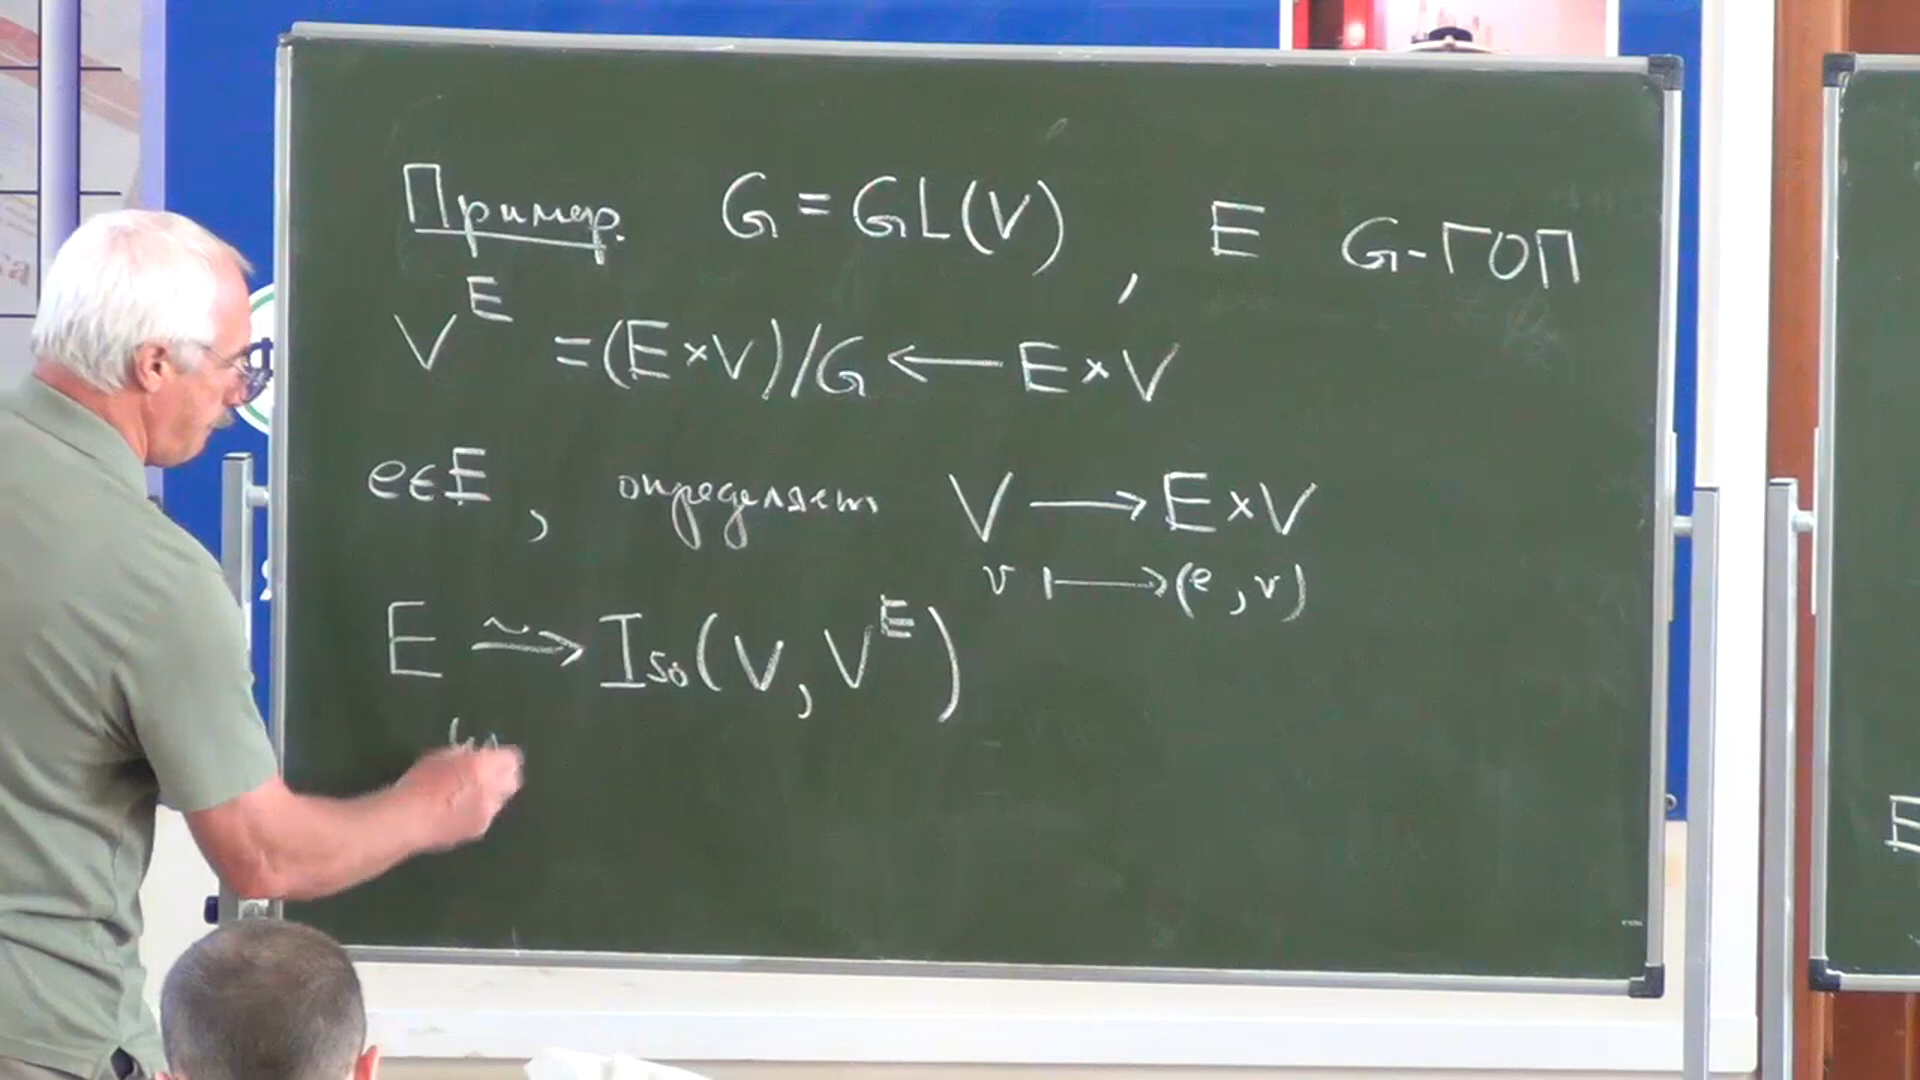 Пример. G = GL(V), E G-ГОП
V^E = (E×V)/G ⟵ E×V
e∈E, определяет V ⟶ E×V
v ⟼ (e, v)
E ⥲ Iso(V, V^E)